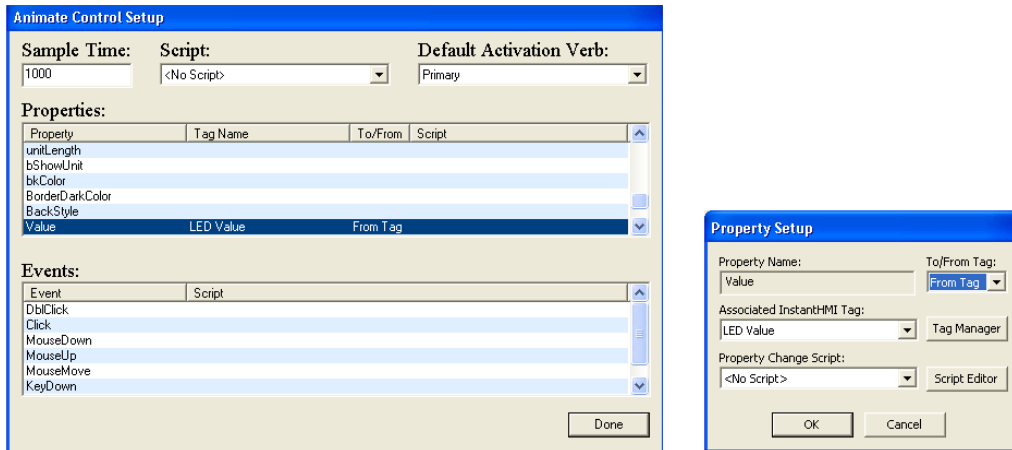 Animate Control Setup
Sample Time: Script: Default Activation Verb:
1000 <No Script> Primary
Properties:
Property Tag Name To/From Script
unitLength
bShowUnit
bkColor
BorderDarkColor
BackStyle
Value LED Value From Tag
Events:
Event Script
DblClick
Click
MouseDown
MouseUp
MouseMove
KeyDown
Done
Property Setup
Property Name: To/From Tag:
Value From Tag
Associated InstantHMI Tag:
LED Value Tag Manager
Property Change Script:
<No Script> Script Editor
OK Cancel